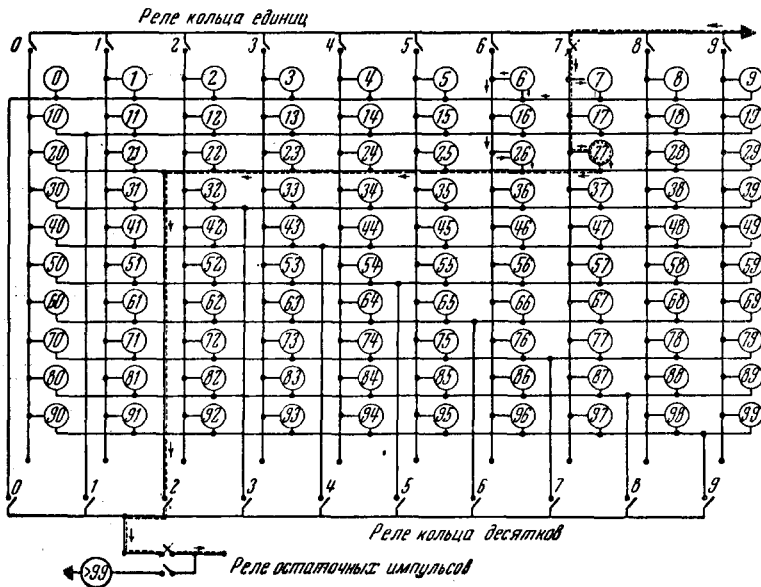 Реле кольца единиц
0 1 2 3 4 5 6 7 8 9
0 1 2 3 4 5 6 7 8 9
10 11 12 13 14 15 16 17 18 19
20 21 22 23 24 25 26 27 28 29
30 31 32 33 34 35 36 37 38 39
40 41 42 43 44 45 46 47 48 49
50 51 52 53 54 55 56 57 58 59
60 61 62 63 64 65 66 67 68 69
70 71 72 73 74 75 76 77 78 79
80 81 82 83 84 85 86 87 88 89
90 91 92 93 94 95 96 97 98 99
0 1 2 3 4 5 6 7 8 9
Реле кольца десятков
Реле остаточных импульсов
>99